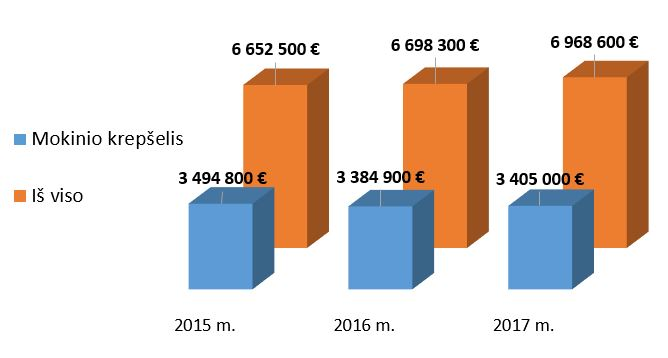 6 652 500 €
6 698 300 €
6 968 600 €
Mokinio krepšelis
3 494 800 €
3 384 900 €
3 405 000 €
Iš viso
2015 m.
2016 m.
2017 m.